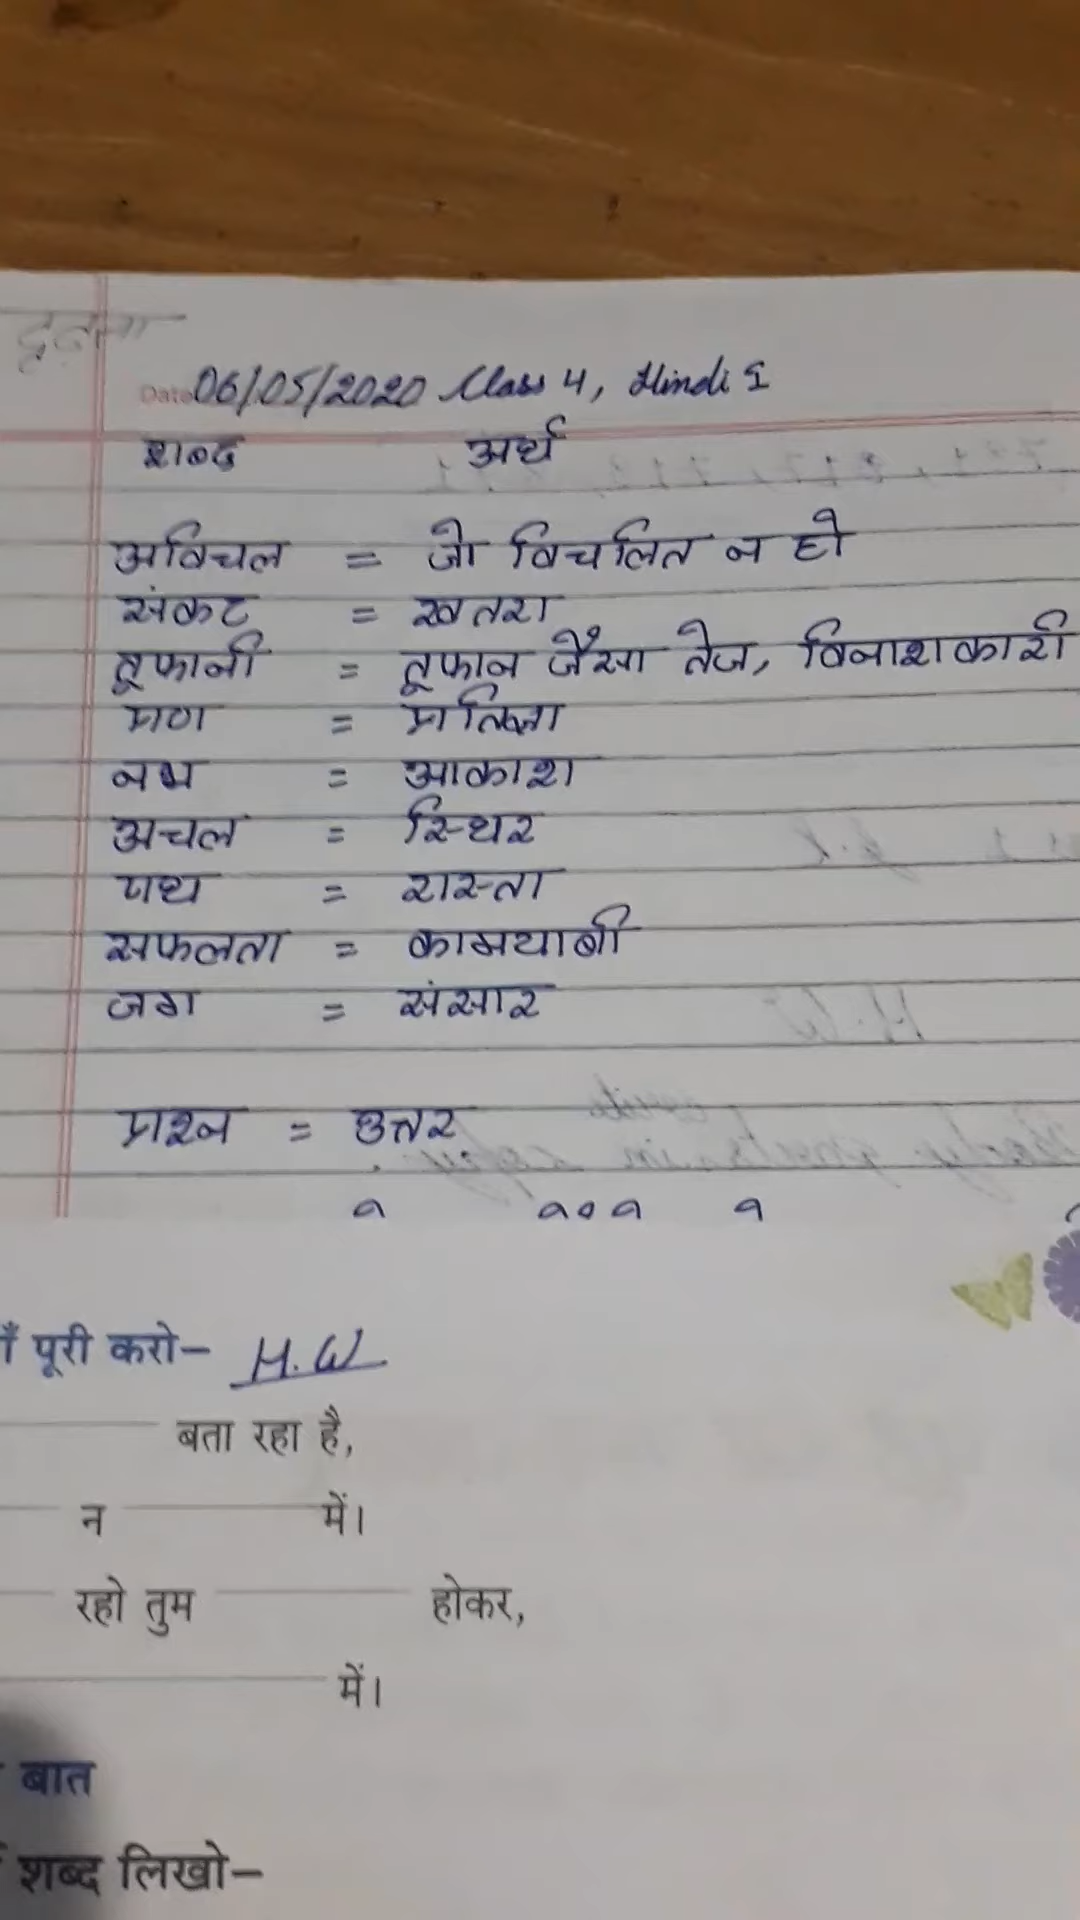 Date 06/05/2020 Class 4, Hindi I
शब्द अर्थ
अविचल = जो विचलित न हो
संकट = खतरा
तूफानी = तूफान जैसा तेज, विनाशकारी
प्रण = प्रतिज्ञा
नभ = आकाश
अचल = स्थिर
पथ = रास्ता
सफलता = कामयाबी
जग = संसार
प्रश्न = उत्तर
पूरी करो– H.W
बता रहा है,
न में।
रहो तुम होकर,
में।
बात
शब्द लिखो–